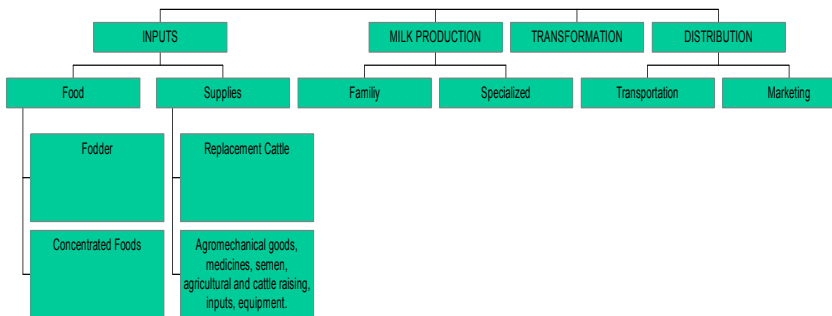 INPUTS
MILK PRODUCTION
TRANSFORMATION
DISTRIBUTION
Food
Supplies
Familiy
Specialized
Transportation
Marketing
Fodder
Replacement Cattle
Concentrated Foods
Agromechanical goods,
medicines, semen,
agricultural and cattle raising,
inputs, equipment.